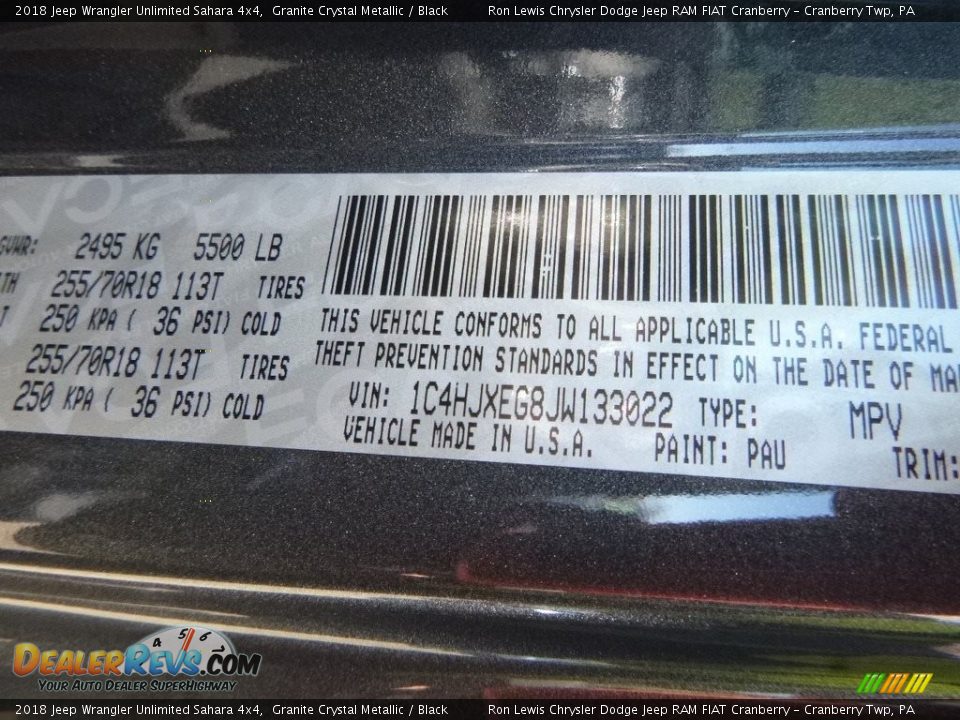 2018 Jeep Wrangler Unlimited Sahara 4x4, Granite Crystal Metallic / Black Ron Lewis Chrysler Dodge Jeep RAM FIAT Cranberry - Cranberry Twp, PA
GVWR: 2495 KG 5500 LB
255/70R18 113T TIRES
250 KPA ( 36 PSI) COLD
255/70R18 113T TIRES
250 KPA ( 36 PSI) COLD
THIS VEHICLE CONFORMS TO ALL APPLICABLE U.S.A. FEDERAL
THEFT PREVENTION STANDARDS IN EFFECT ON THE DATE OF
VIN: 1C4HJXEG8JW133022 TYPE: MPV
VEHICLE MADE IN U.S.A. PAINT: PAU TRIM:
4 5 6
DEALERREVS.COM
YOUR AUTO DEALER SUPERHIGHWAY
2018 Jeep Wrangler Unlimited Sahara 4x4, Granite Crystal Metallic / Black Ron Lewis Chrysler Dodge Jeep RAM FIAT Cranberry - Cranberry Twp, PA